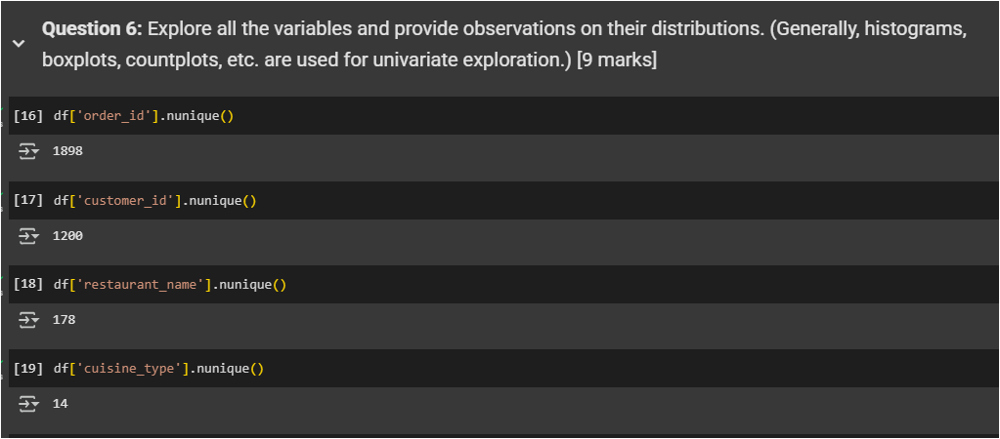 Question 6: Explore all the variables and provide observations on their distributions. (Generally, histograms,
boxplots, countplots, etc. are used for univariate exploration.) [9 marks]
[16] df['order_id'].nunique()
1898
[17] df['customer_id'].nunique()
1200
[18] df['restaurant_name'].nunique()
178
[19] df['cuisine_type'].nunique()
14